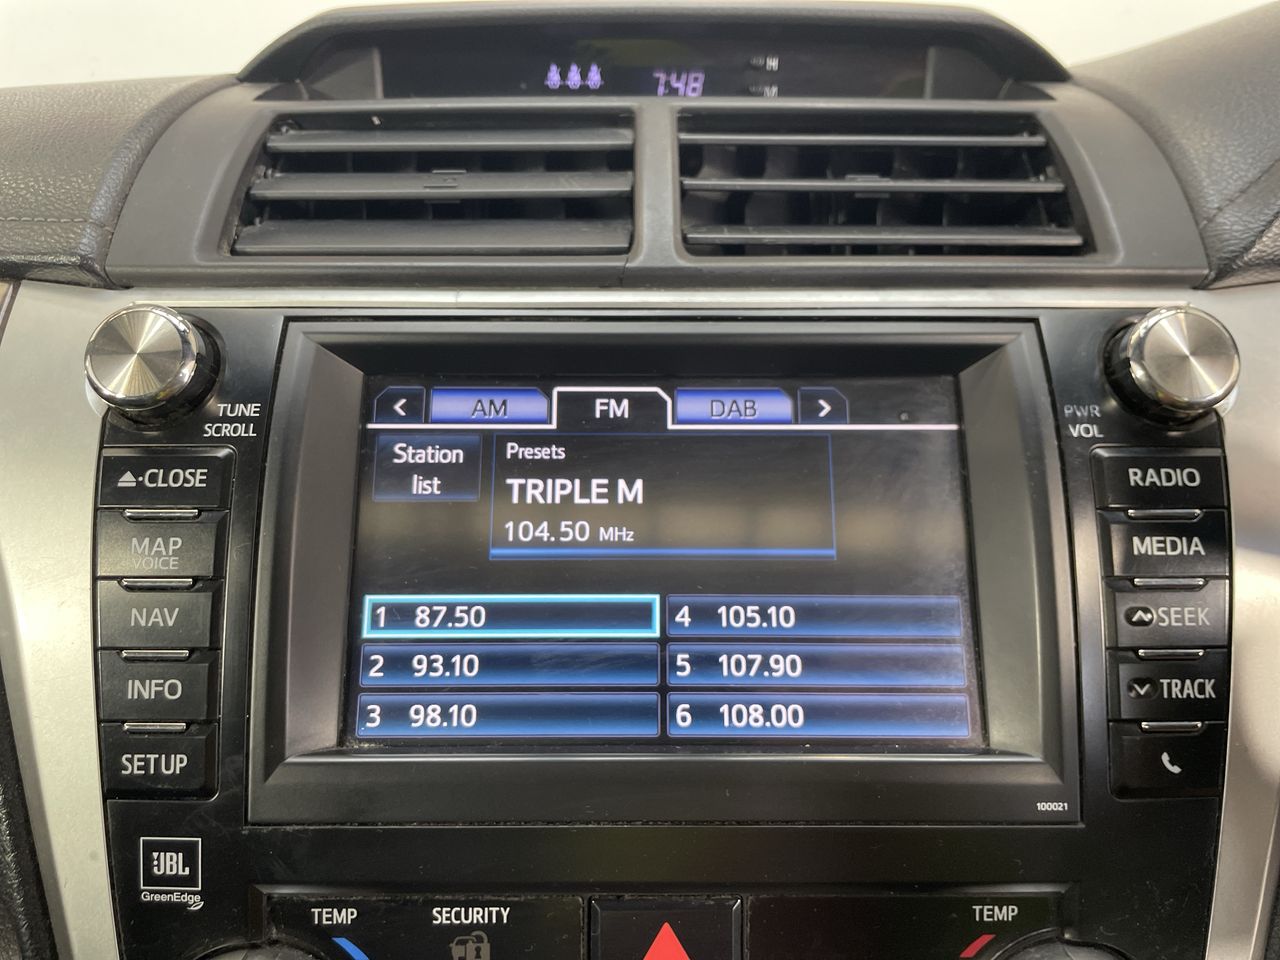 7:48
TUNE
SCROLL
PWR
VOL
< AM FM DAB >
Station
list
Presets
TRIPLE M
104.50 MHz
1 87.50
2 93.10
3 98.10
4 105.10
5 107.90
6 108.00
CLOSE
MAP
VOICE
NAV
INFO
SETUP
RADIO
MEDIA
SEEK
TRACK
100021
JBL
GreenEdge
TEMP
SECURITY
TEMP